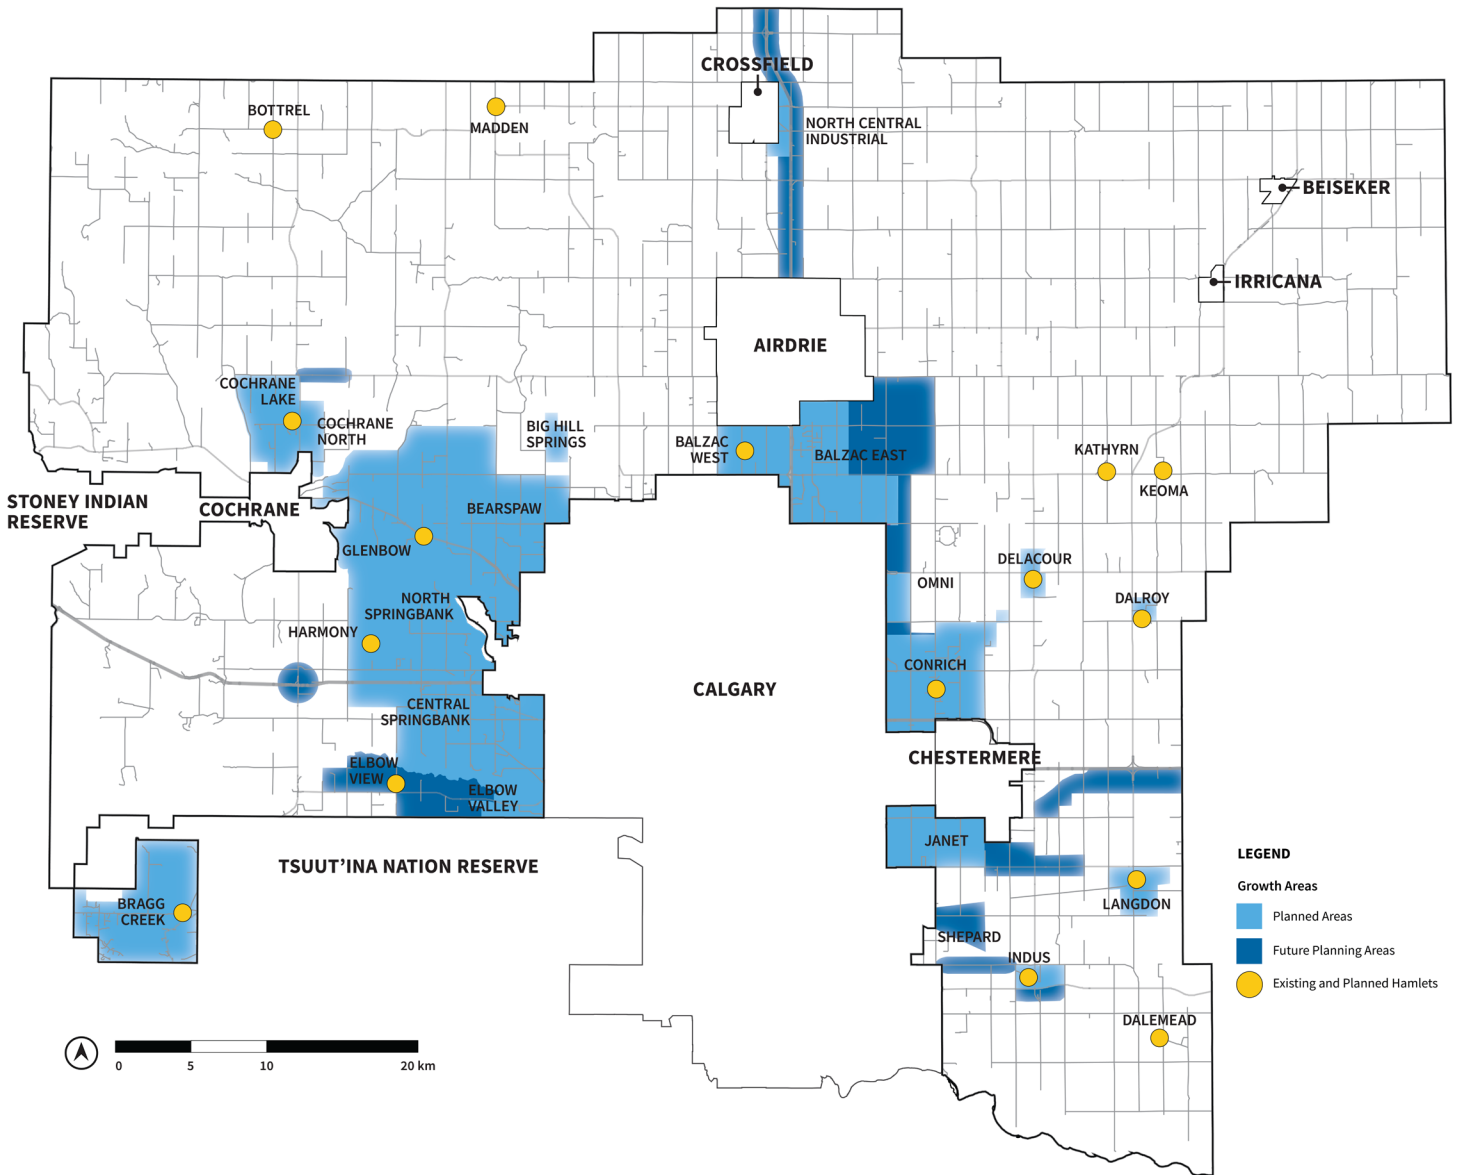 CROSSFIELD
BOTTREL
MADDEN
NORTH CENTRAL
INDUSTRIAL
BEISEKER
IRRICANA
AIRDRIE
COCHRANE
LAKE
COCHRANE
NORTH
BIG HILL
SPRINGS
BALZAC
WEST
BALZAC EAST
KATHYRN
KEOMA
STONEY INDIAN
RESERVE
COCHRANE
BEARSPAW
GLENBOW
DELACOUR
OMNI
DALROY
NORTH
SPRINGBANK
HARMONY
CONRICH
CALGARY
CENTRAL
SPRINGBANK
CHESTERMERE
ELBOW
VIEW
ELBOW
VALLEY
JANET
TSUUT’INA NATION RESERVE
BRAGG
CREEK
LANGDON
SHEPARD
INDUS
DALEMEAD
LEGEND
Growth Areas
Planned Areas
Future Planning Areas
Existing and Planned Hamlets
0 5 10 20 km